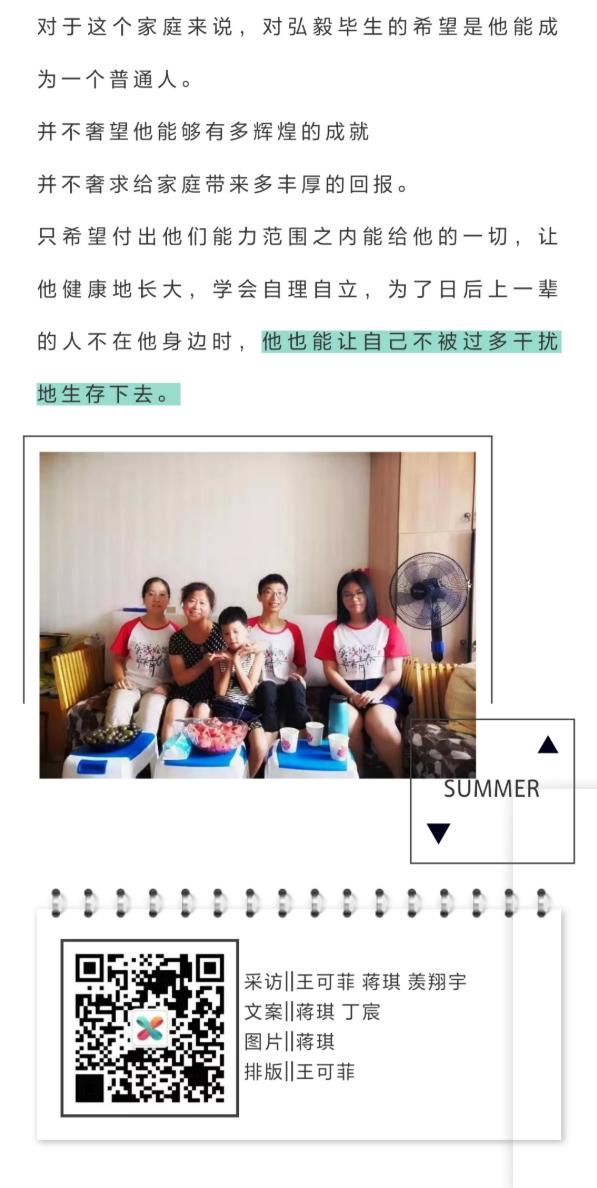 对于这个家庭来说，对弘毅毕生的希望是他能成
为一个普通人。
并不奢望他能够有多辉煌的成就
并不奢求给家庭带来多丰厚的回报。
只希望付出他们能力范围之内能给他的一切，让
他健康地长大，学会自理自立，为了日后上一辈
的人不在他身边时，他也能让自己不被过多干扰
地生存下去。
SUMMER
采访||王可菲 蒋琪 羡翔宇
文案||蒋琪 丁宸
图片||蒋琪
排版||王可菲